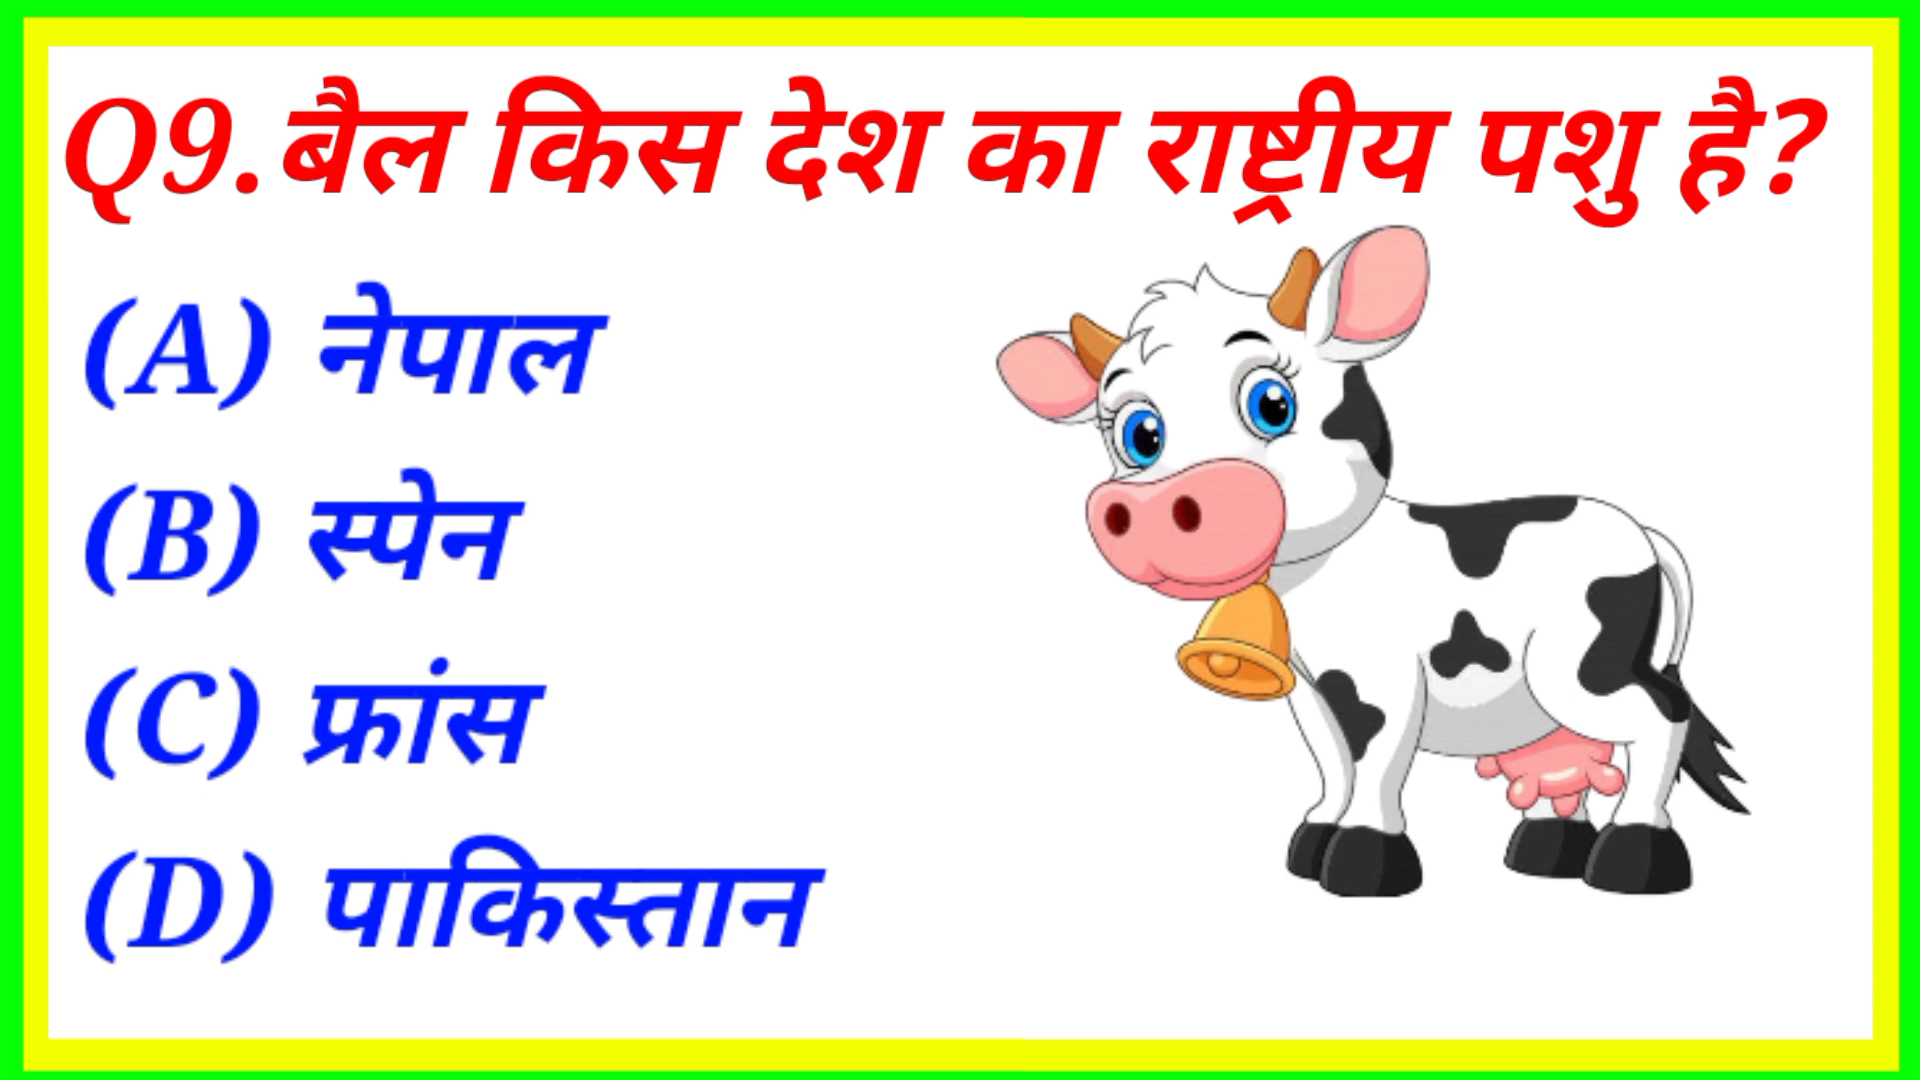 Q9.बैल किस देश का राष्ट्रीय पशु है?
(A) नेपाल
(B) स्पेन
(C) फ्रांस
(D) पाकिस्तान